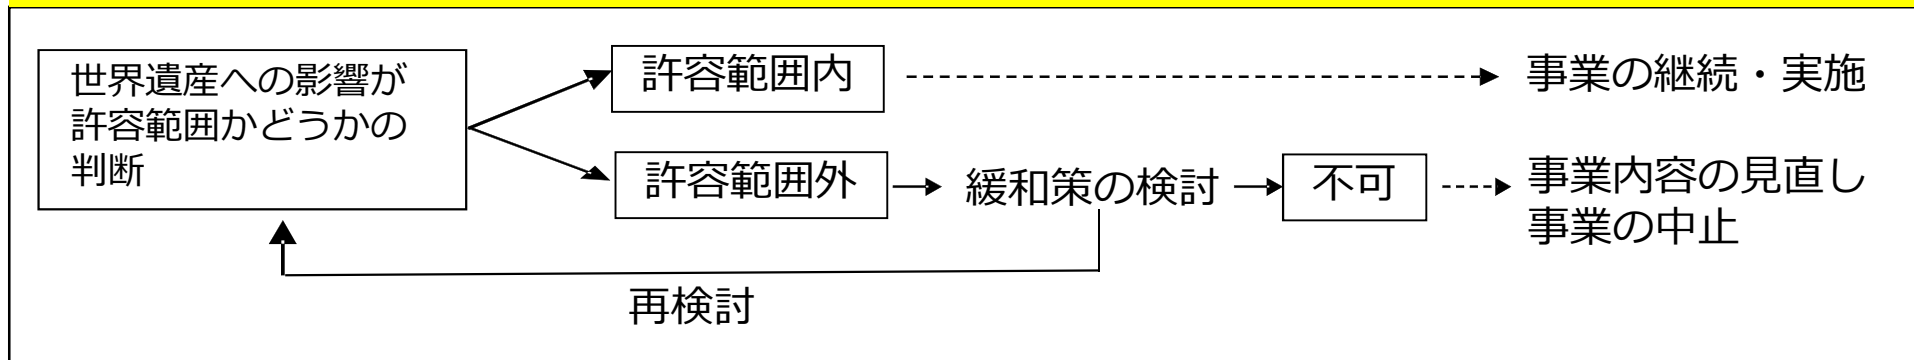 世界遺産への影響が
許容範囲かどうかの
判断
許容範囲内
事業の継続・実施
許容範囲外
緩和策の検討
不可
事業内容の見直し
事業の中止
再検討